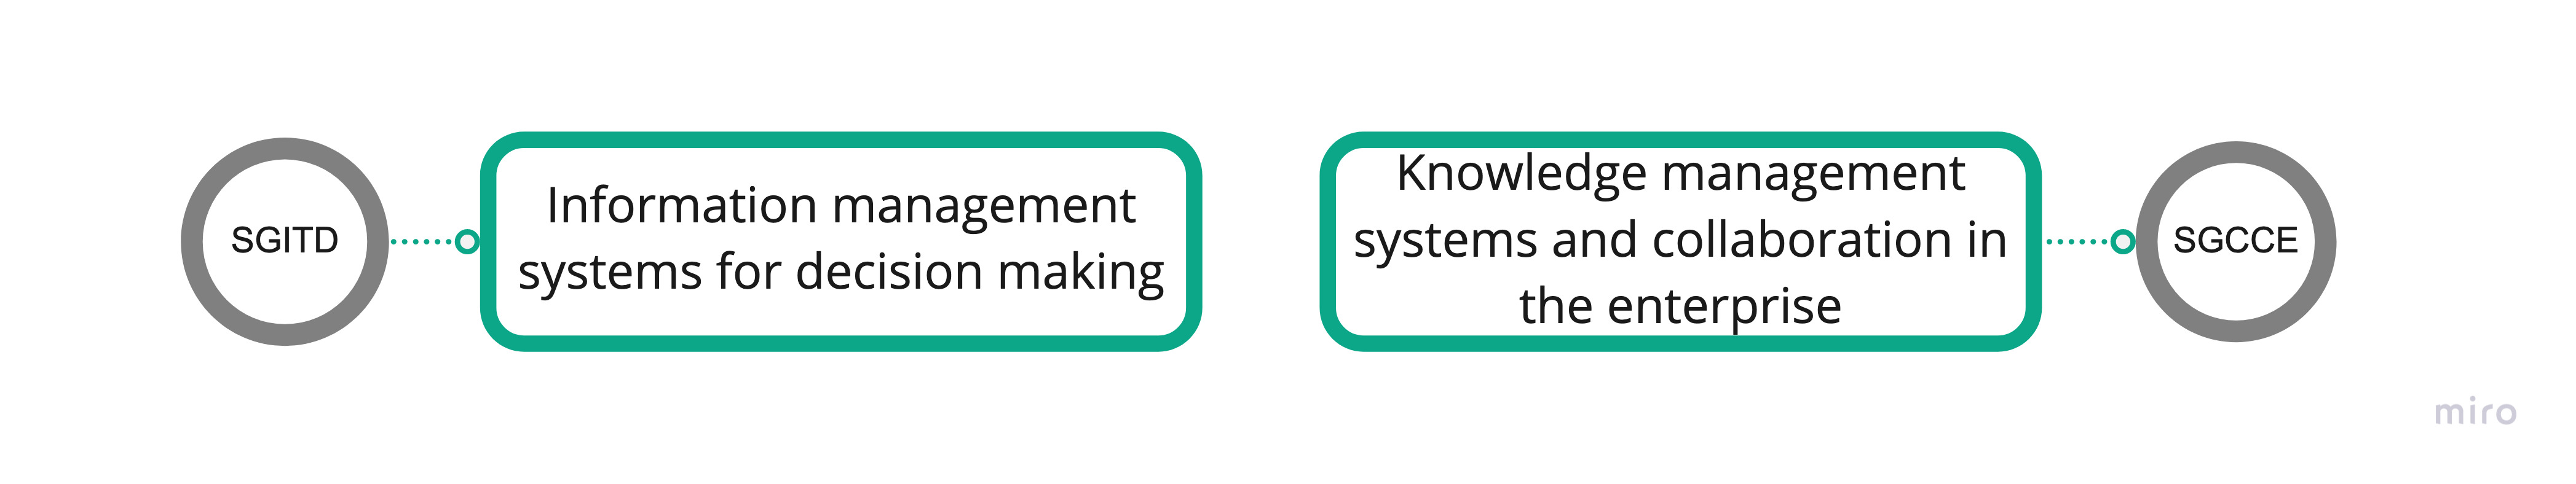 SGITD
Information management
systems for decision making
Knowledge management
systems and collaboration in
the enterprise
SGCCE
miro